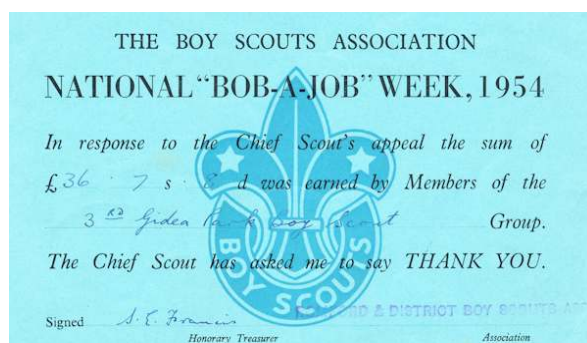 THE BOY SCOUTS ASSOCIATION
NATIONAL "BOB-A-JOB" WEEK, 1954
In response to the Chief Scout's appeal the sum of
£36 · 7 s · 8 d was earned by Members of the
3RD Gidea Park Boy Scout Group.
BOY SCOUTS
The Chief Scout has asked me to say THANK YOU.
& DISTRICT BOY SCOUTS
Signed S. E. Francis
Honorary Treasurer Association